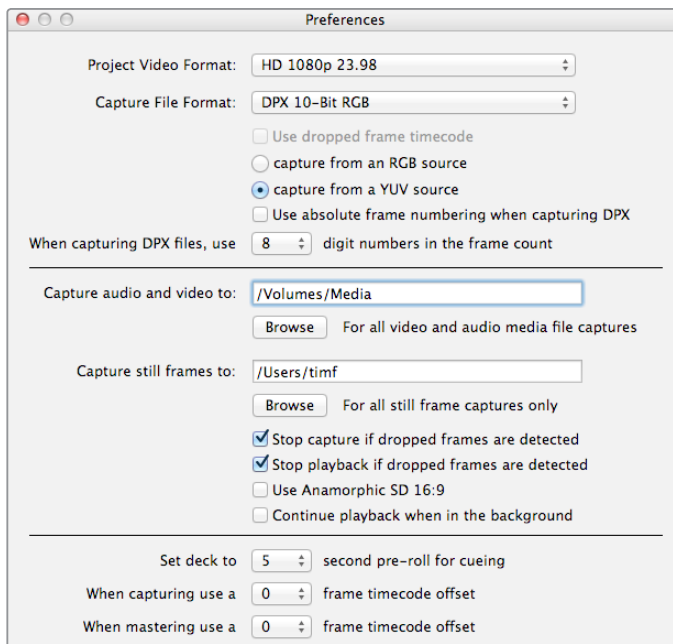 Preferences
Project Video Format: HD 1080p 23.98
Capture File Format: DPX 10-Bit RGB
Use dropped frame timecode
capture from an RGB source
capture from a YUV source
Use absolute frame numbering when capturing DPX
When capturing DPX files, use 8 digit numbers in the frame count
Capture audio and video to: /Volumes/Media
Browse For all video and audio media file captures
Capture still frames to: /Users/timf
Browse For all still frame captures only
Stop capture if dropped frames are detected
Stop playback if dropped frames are detected
Use Anamorphic SD 16:9
Continue playback when in the background
Set deck to 5 second pre-roll for cueing
When capturing use a 0 frame timecode offset
When mastering use a 0 frame timecode offset